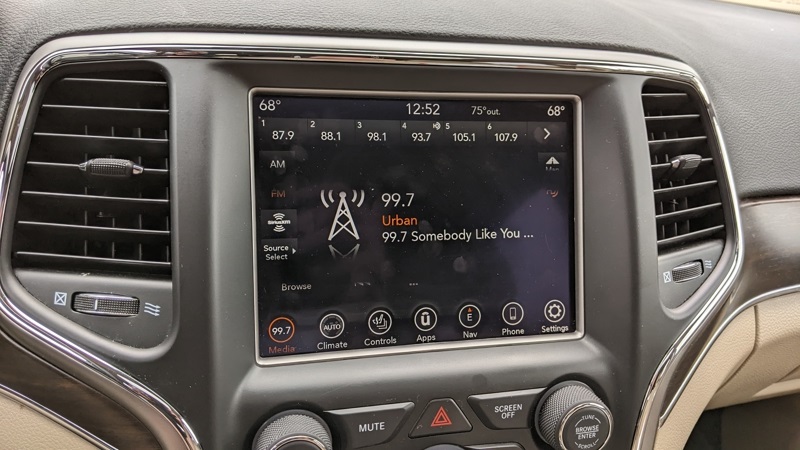 68° 12:52 75°out. 68°
1 2 3 4 5 6
87.9 88.1 98.1 93.7 105.1 107.9
AM
FM
99.7
Urban
99.7 Somebody Like You ...
SiriusXM
Source
Select
Browse ...
99.7 AUTO ū E
Media Climate Controls Apps Nav Phone Settings
MUTE
SCREEN
OFF
TUNE
BROWSE
ENTER
SCROLL